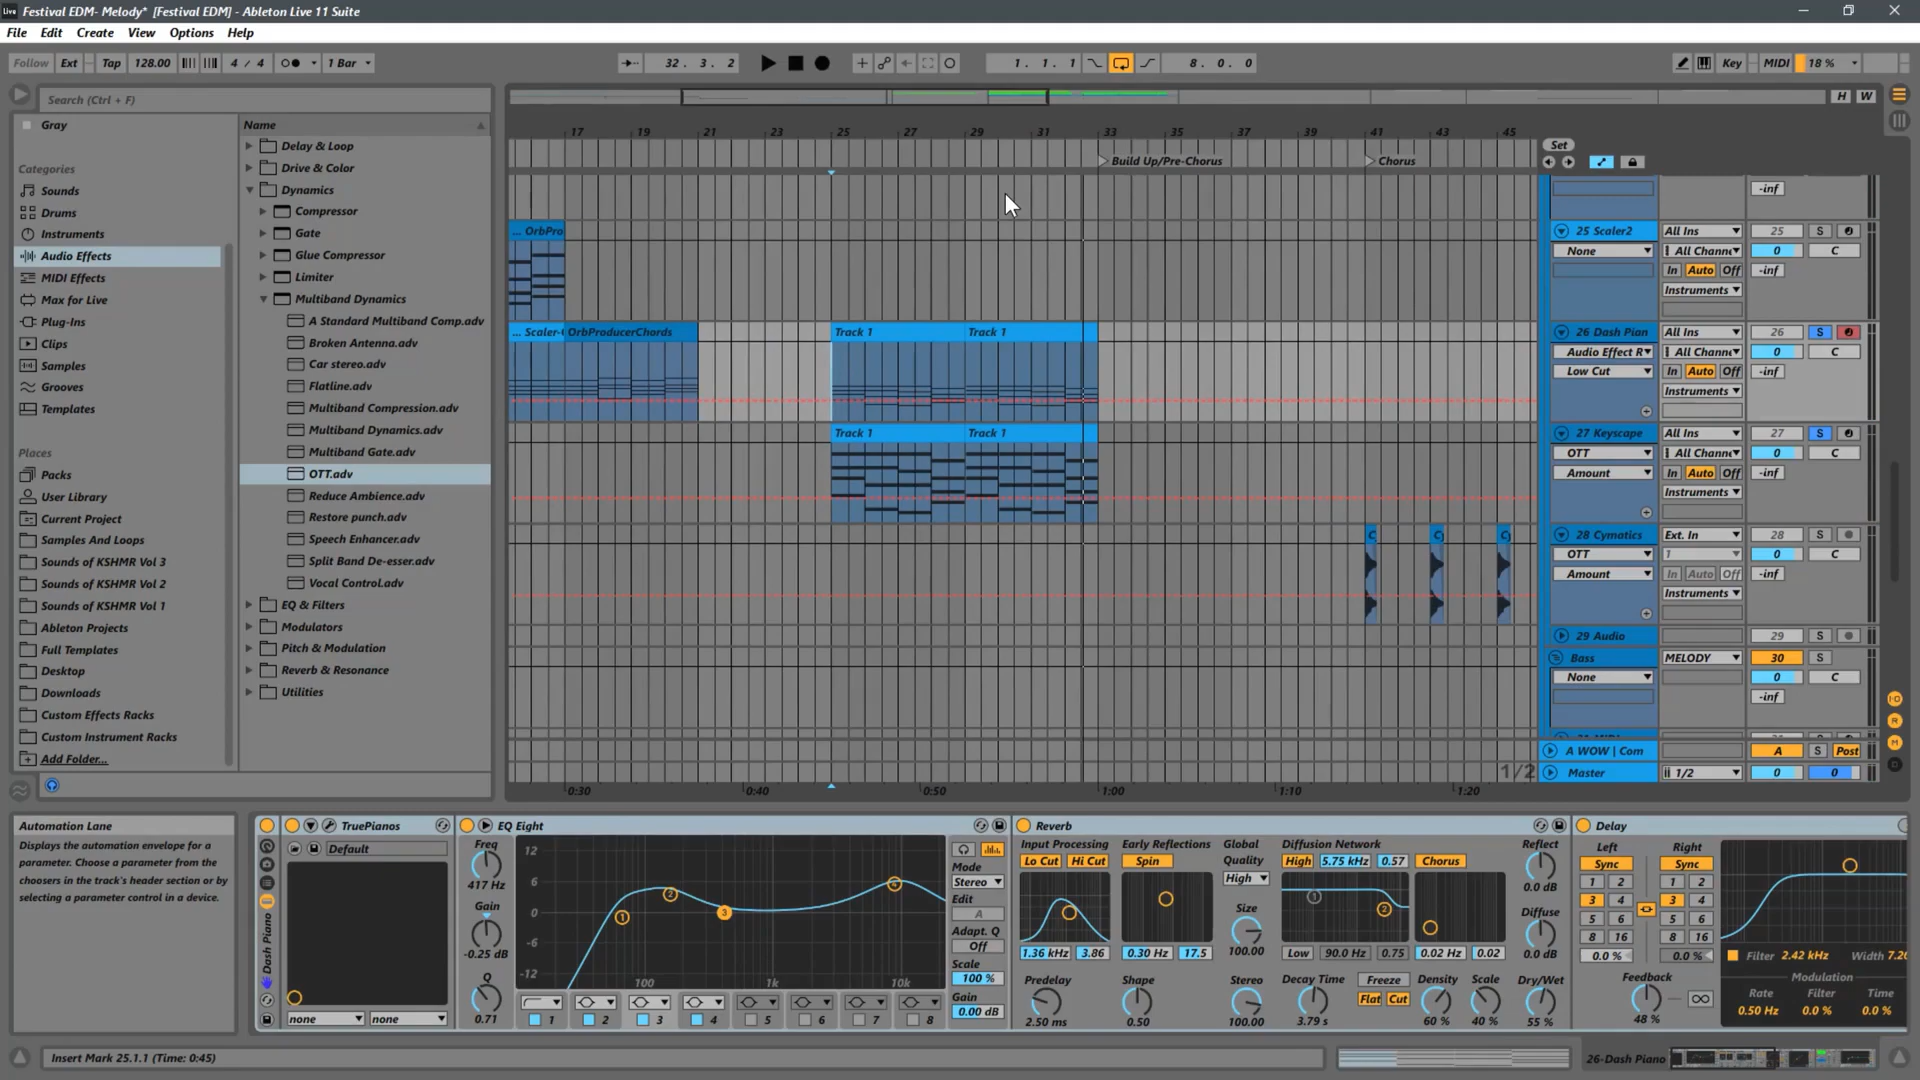 Live Festival EDM- Melody* [Festival EDM] - Ableton Live 11 Suite
File Edit Create View Options Help
Follow Ext Tap 128.00 4 / 4 1 Bar 32. 3. 2 1. 1. 1 8. 0. 0 Key MIDI 18 %
Search (Ctrl + F)
H W
Gray
Categories
Sounds
Drums
Instruments
Audio Effects
MIDI Effects
Max for Live
Plug-Ins
Clips
Samples
Grooves
Templates
Places
Packs
User Library
Current Project
Samples And Loops
Sounds of KSHMR Vol 3
Sounds of KSHMR Vol 2
Sounds of KSHMR Vol 1
Ableton Projects
Full Templates
Desktop
Downloads
Custom Effects Racks
Custom Instrument Racks
Add Folder...
Name
Delay & Loop
Drive & Color
Dynamics
Compressor
Gate
Glue Compressor
Limiter
Multiband Dynamics
A Standard Multiband Comp.adv
Broken Antenna.adv
Car stereo.adv
Flatline.adv
Multiband Compression.adv
Multiband Dynamics.adv
Multiband Gate.adv
OTT.adv
Reduce Ambience.adv
Restore punch.adv
Speech Enhancer.adv
Split Band De-esser.adv
Vocal Control.adv
EQ & Filters
Modulators
Pitch & Modulation
Reverb & Resonance
Utilities
17 19 21 23 25 27 29 31 33 35 37 39 41 43 45
Build Up/Pre-Chorus Chorus
... OrbPro
... Scaler- OrbProducerChords
Track 1 Track 1
Track 1 Track 1
1/2
0:30 0:40 0:50 1:00 1:10 1:20
Set
-inf
25 Scaler2 All Ins 25 S
None All Channe 0 C
In Auto Off -inf
Instruments
26 Dash Pian All Ins 26 S
Audio Effect R All Channe 0 C
Low Cut In Auto Off -inf
Instruments
27 Keyscape All Ins 27 S
OTT All Channe 0 C
Amount In Auto Off -inf
Instruments
28 Cymatics Ext. In 28 S
OTT 1 0 C
Amount In Auto Off -inf
Instruments
29 Audio 29 S
Bass MELODY 30 S
None 0 C
-inf
A WOW | Com A S Post
Master 1/2 0 0
Automation Lane
Displays the automation envelope for a
parameter. Choose a parameter from the
choosers in the track's header section or by
selecting a parameter control in a device.
Dash Piano
TruePianos
Default
none none
EQ Eight
Freq
417 Hz
Gain
-0.25 dB
Q
0.71
12
6
0
-6
-12
100 1k 10k
1 2 3 4 5 6 7 8
Mode
Stereo
Edit
A
Adapt. Q
Off
Scale
100 %
Gain
0.00 dB
Reverb
Input Processing
Lo Cut Hi Cut
1.36 kHz 3.86
Predelay
2.50 ms
Early Reflections
Spin
0.30 Hz 17.5
Shape
0.50
Global
Quality
High
Size
100.00
Stereo
100.00
Diffusion Network
High 5.75 kHz 0.57 Chorus
Low 90.0 Hz 0.75 0.02 Hz 0.02
Decay Time Freeze Density Scale
Flat Cut
3.79 s 60 % 40 %
Reflect
0.0 dB
Diffuse
0.0 dB
Dry/Wet
55 %
Delay
Left Right
Sync Sync
1 2 1 2
3 4 3 4
5 6 5 6
8 16 8 16
0.0 % 0.0 %
Feedback
48 %
Filter 2.42 kHz Width
Modulation
Rate Filter Time
0.50 Hz 0.0 % 0.0 %
Insert Mark 25.1.1 (Time: 0:45)
26-Dash Piano